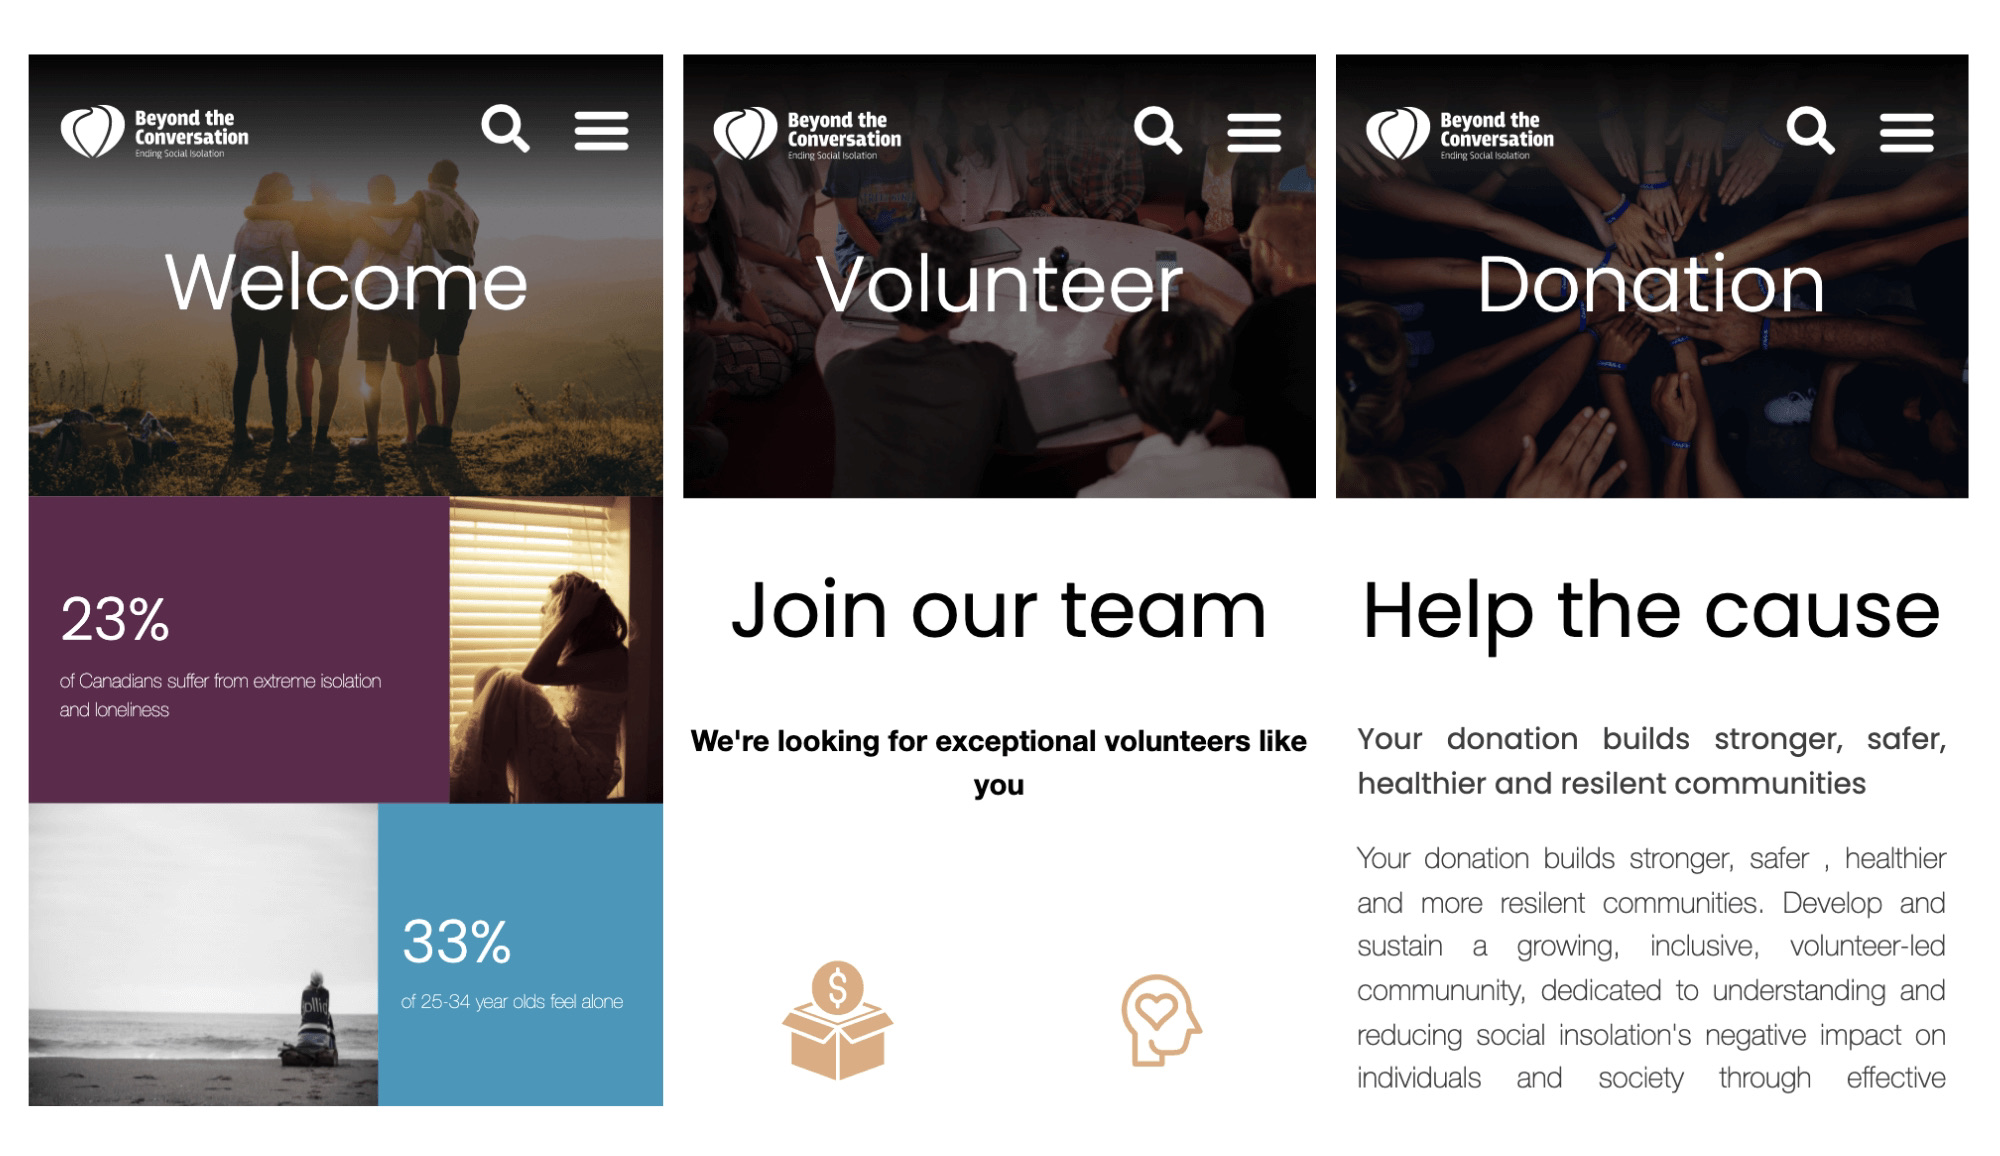 Beyond the
Conversation
Ending Social Isolation
Welcome
23%
of Canadians suffer from extreme isolation
and loneliness
33%
of 25-34 year olds feel alone
Beyond the
Conversation
Ending Social Isolation
Volunteer
Join our team
We're looking for exceptional volunteers like
you
$
Beyond the
Conversation
Ending Social Isolation
Donation
Help the cause
Your donation builds stronger, safer,
healthier and resilent communities
Your donation builds stronger, safer , healthier
and more resilent communities. Develop and
sustain a growing, inclusive, volunteer-led
commununity, dedicated to understanding and
reducing social insolation's negative impact on
individuals and society through effective